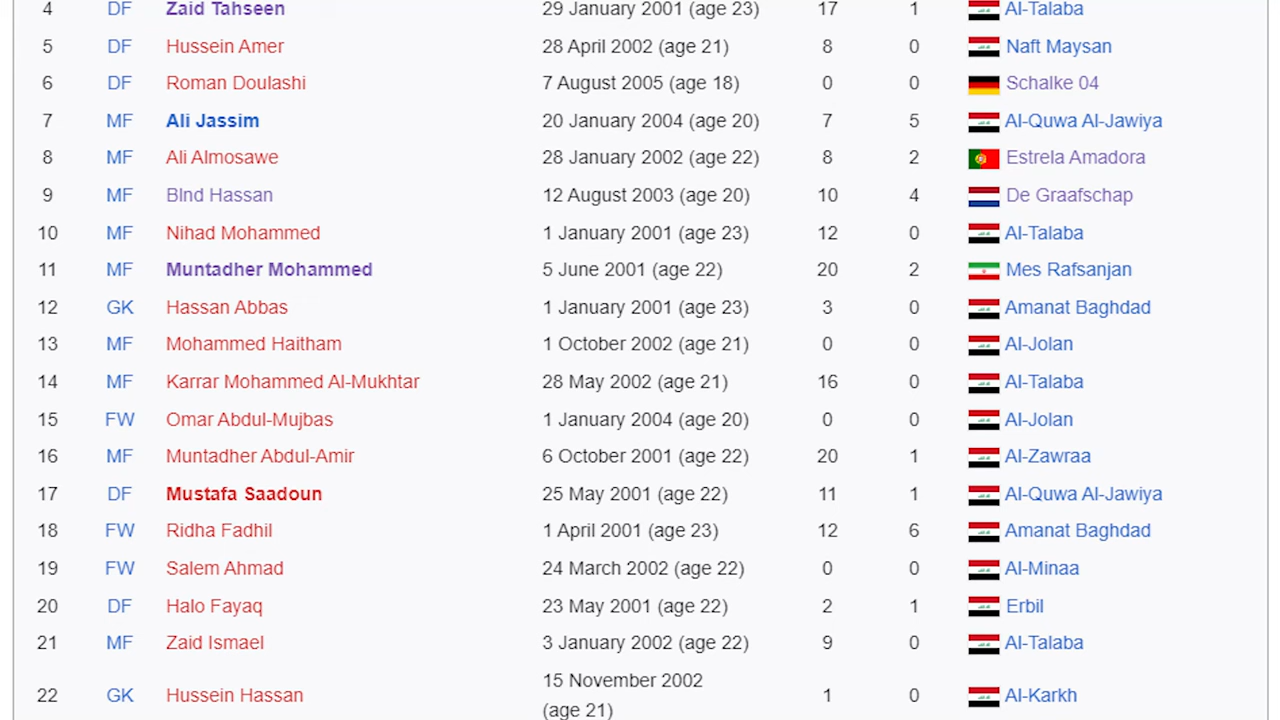 4 DF Zaid Tahseen 29 January 2001 (age 23) 17 1 Al-Talaba
5 DF Hussein Amer 28 April 2002 (age 21) 8 0 Naft Maysan
6 DF Roman Doulashi 7 August 2005 (age 18) 0 0 Schalke 04
7 MF Ali Jassim 20 January 2004 (age 20) 7 5 Al-Quwa Al-Jawiya
8 MF Ali Almosawe 28 January 2002 (age 22) 8 2 Estrela Amadora
9 MF Blnd Hassan 12 August 2003 (age 20) 10 4 De Graafschap
10 MF Nihad Mohammed 1 January 2001 (age 23) 12 0 Al-Talaba
11 MF Muntadher Mohammed 5 June 2001 (age 22) 20 2 Mes Rafsanjan
12 GK Hassan Abbas 1 January 2001 (age 23) 3 0 Amanat Baghdad
13 MF Mohammed Haitham 1 October 2002 (age 21) 0 0 Al-Jolan
14 MF Karrar Mohammed Al-Mukhtar 28 May 2002 (age 21) 16 0 Al-Talaba
15 FW Omar Abdul-Mujbas 1 January 2004 (age 20) 0 0 Al-Jolan
16 MF Muntadher Abdul-Amir 6 October 2001 (age 22) 20 1 Al-Zawraa
17 DF Mustafa Saadoun 25 May 2001 (age 22) 11 1 Al-Quwa Al-Jawiya
18 FW Ridha Fadhil 1 April 2001 (age 23) 12 6 Amanat Baghdad
19 FW Salem Ahmad 24 March 2002 (age 22) 0 0 Al-Minaa
20 DF Halo Fayaq 23 May 2001 (age 22) 2 1 Erbil
21 MF Zaid Ismael 3 January 2002 (age 22) 9 0 Al-Talaba
22 GK Hussein Hassan 15 November 2002 (age 21) 1 0 Al-Karkh